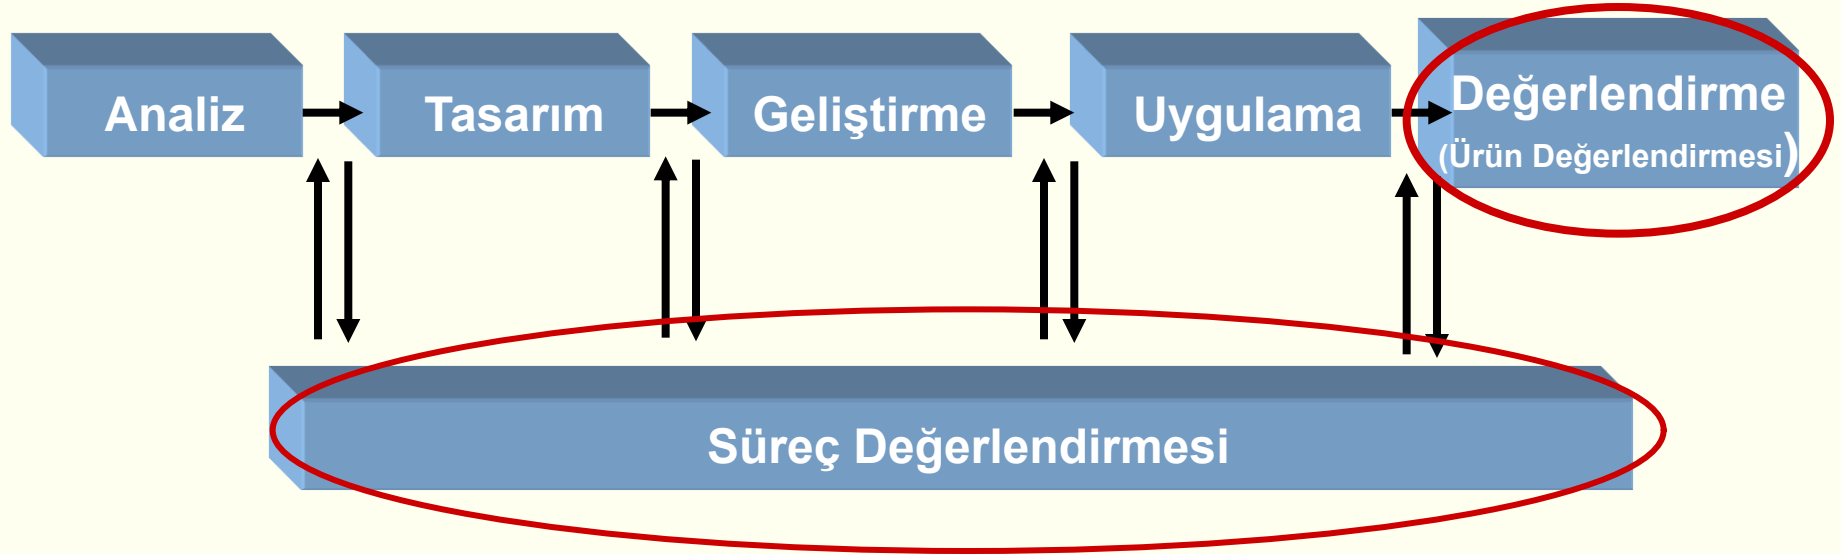 Analiz
Tasarım
Geliştirme
Uygulama
Değerlendirme
(Ürün Değerlendirmesi)
Süreç Değerlendirmesi